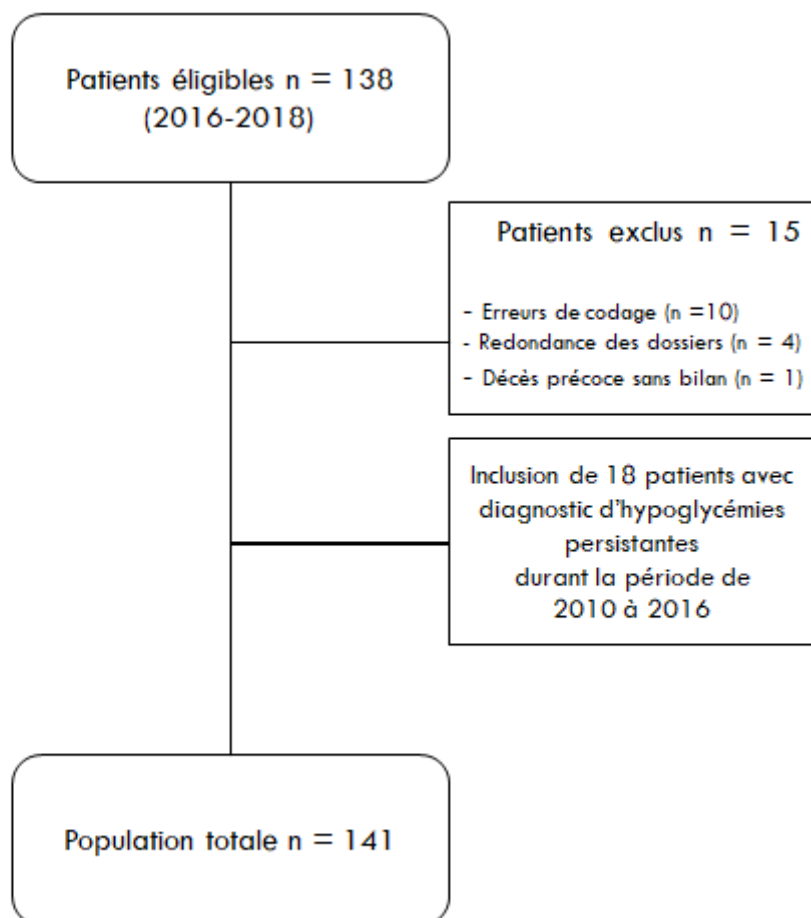 Patients éligibles n = 138
(2016-2018)
Patients exclus n = 15
- Erreurs de codage (n =10)
- Redondance des dossiers (n = 4)
- Décès précoce sans bilan (n = 1)
Inclusion de 18 patients avec
diagnostic d'hypoglycémies
persistantes
durant la période de
2010 à 2016
Population totale n = 141